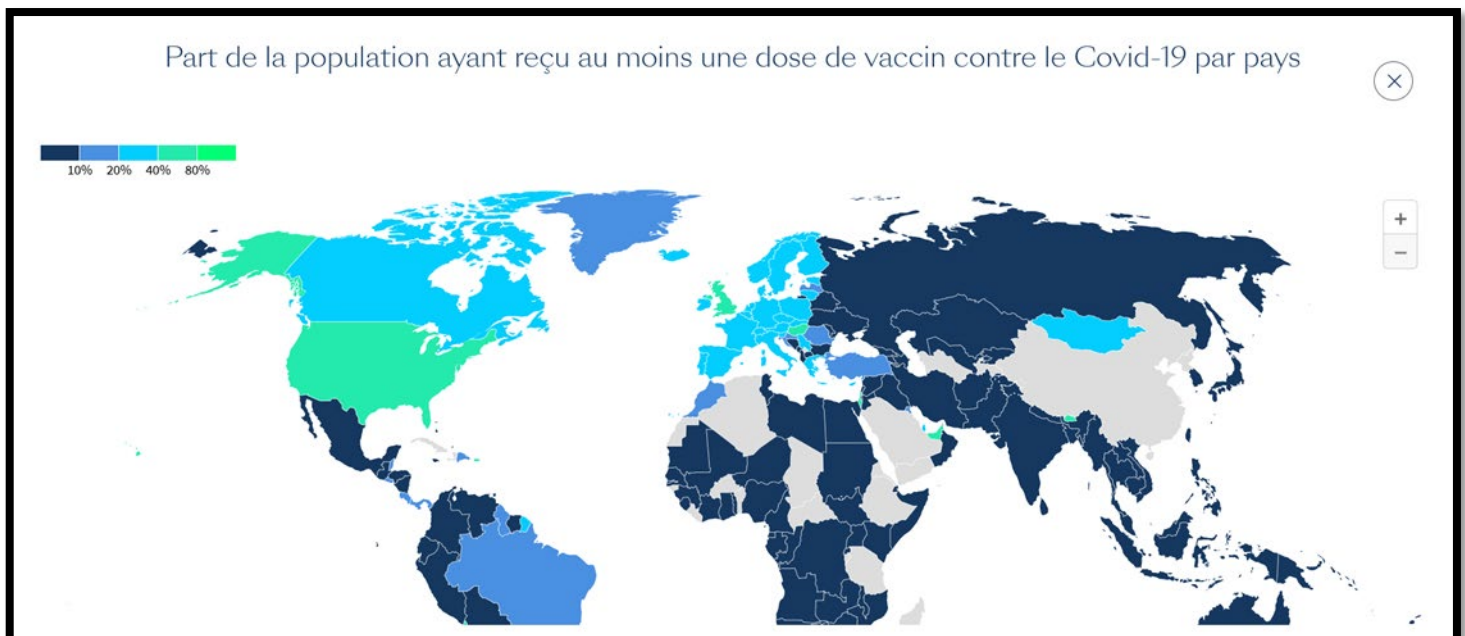 Part de la population ayant reçu au moins une dose de vaccin contre le Covid-19 par pays
10% 20% 40% 80%
+
−